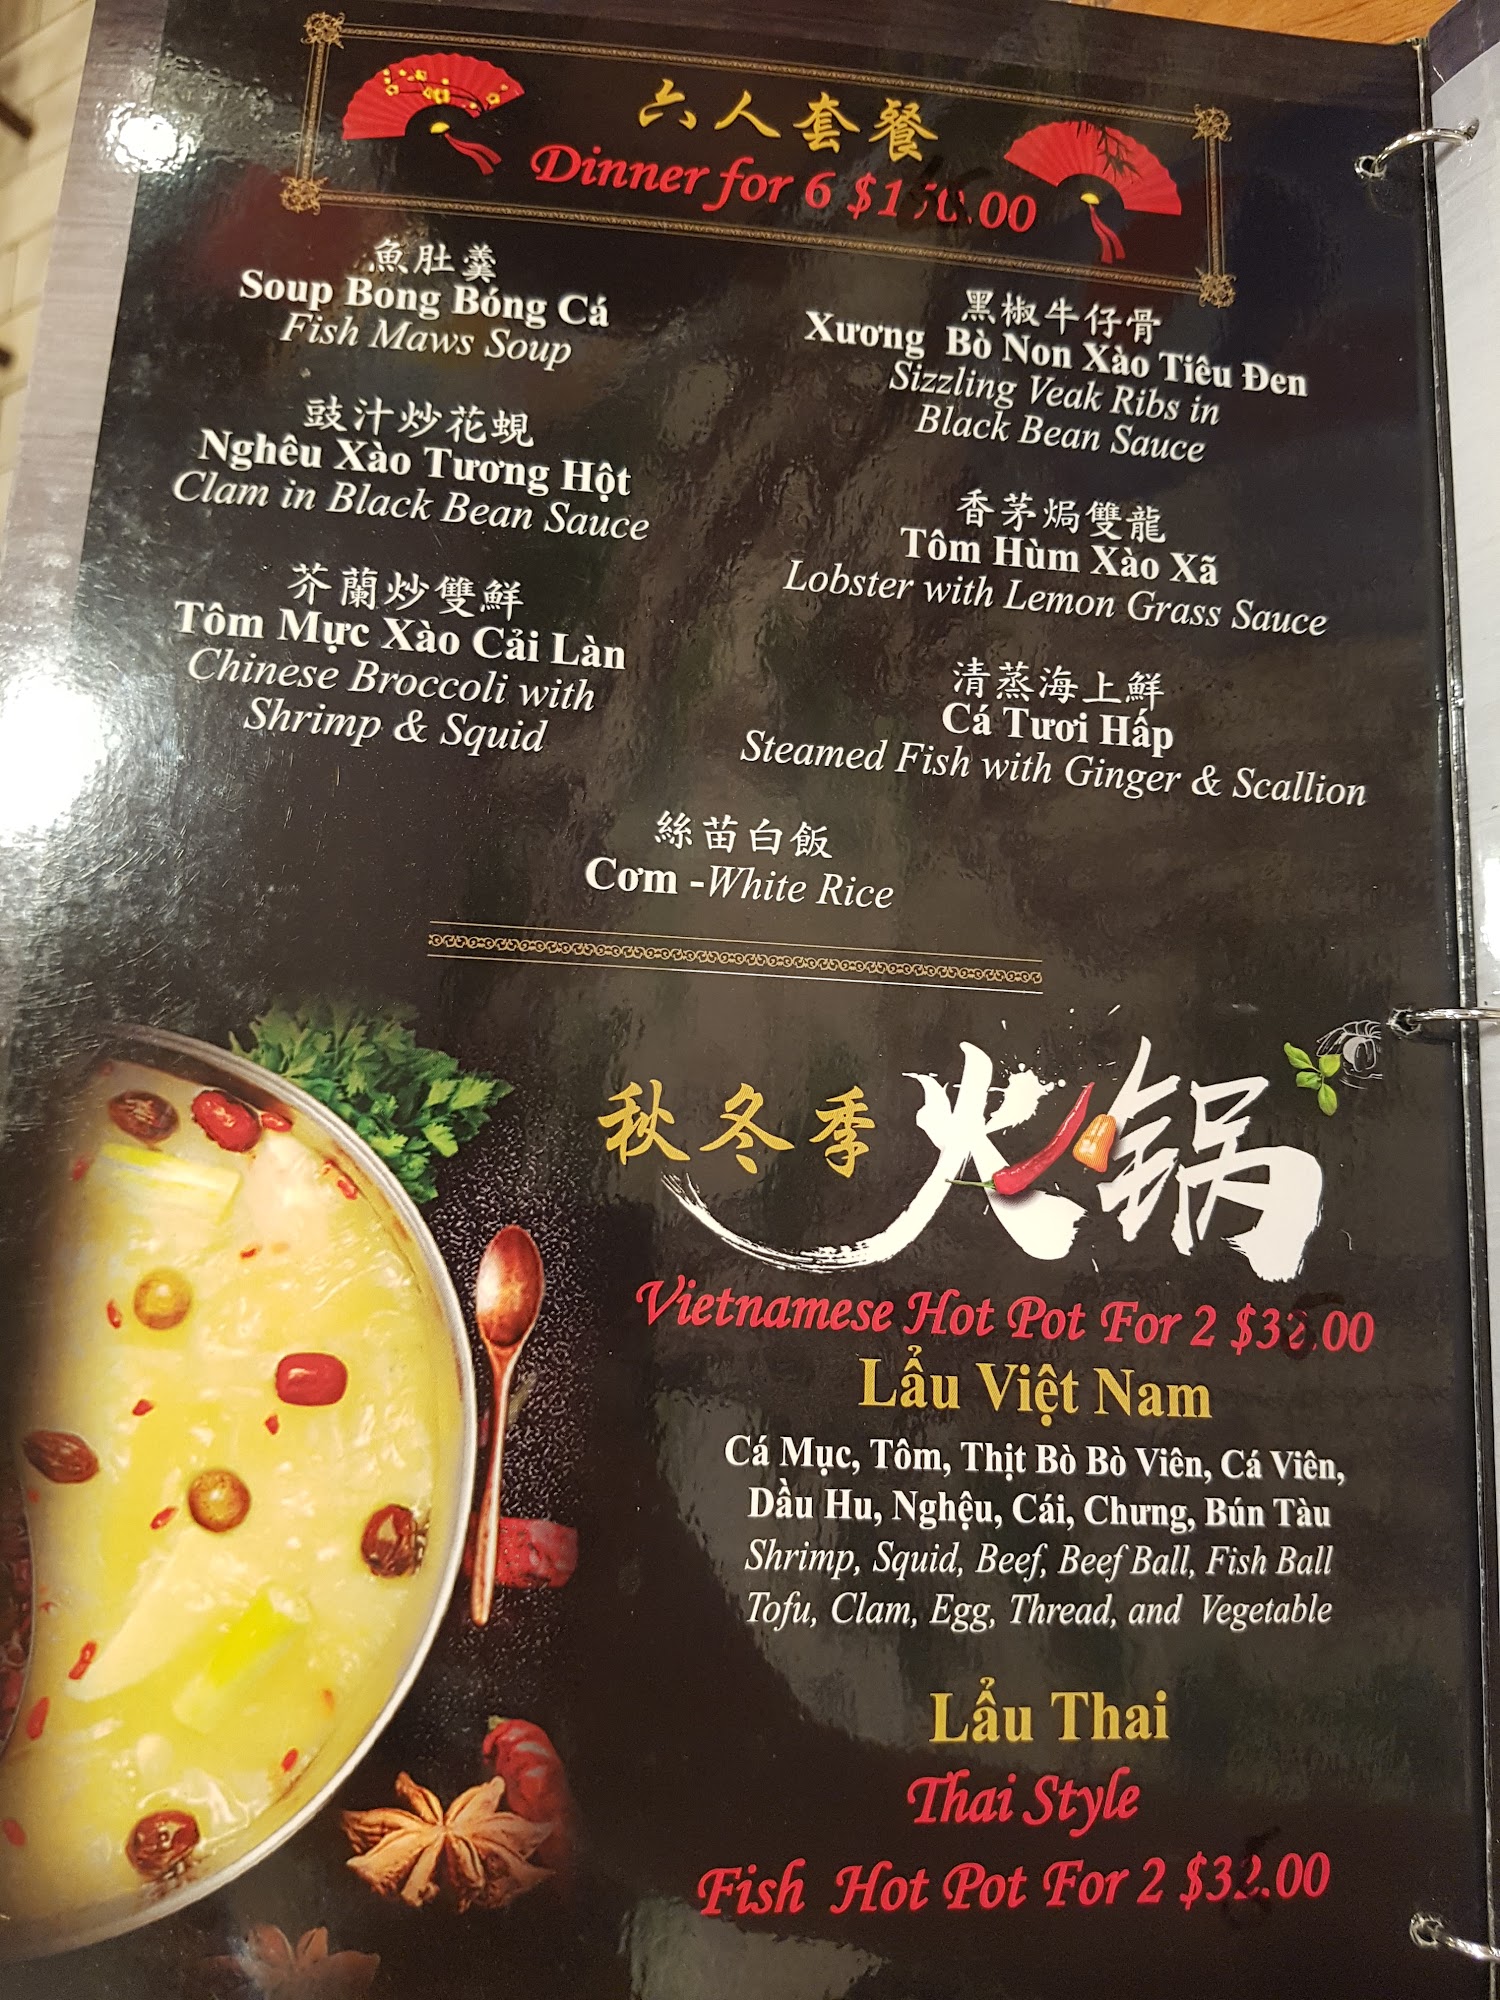 六人套餐
Dinner for 6
魚肚羹
Soup Bong Bóng Cá
Fish Maws Soup
豉汁炒花蜆
Nghêu Xào Tương Hột
Clam in Black Bean Sauce
芥蘭炒雙鮮
Tôm Mực Xào Cải Làn
Chinese Broccoli with
Shrimp & Squid
黑椒牛仔骨
Xương Bò Non Xào Tiêu Đen
Sizzling Veak Ribs in
Black Bean Sauce
香茅焗雙龍
Tôm Hùm Xào Xã
Lobster with Lemon Grass Sauce
清蒸海上鮮
Cá Tươi Hấp
Steamed Fish with Ginger & Scallion
絲苗白飯
Cơm -White Rice
秋冬季火锅
Vietnamese Hot Pot For 2
Lẩu Việt Nam
Cá Mục, Tôm, Thịt Bò Bò Viên, Cá Viên,
Dầu Hu, Nghệu, Cái, Chưng, Bún Tàu
Shrimp, Squid, Beef, Beef Ball, Fish Ball
Tofu, Clam, Egg, Thread, and Vegetable
Lẩu Thai
Thai Style
Fish Hot Pot For 2